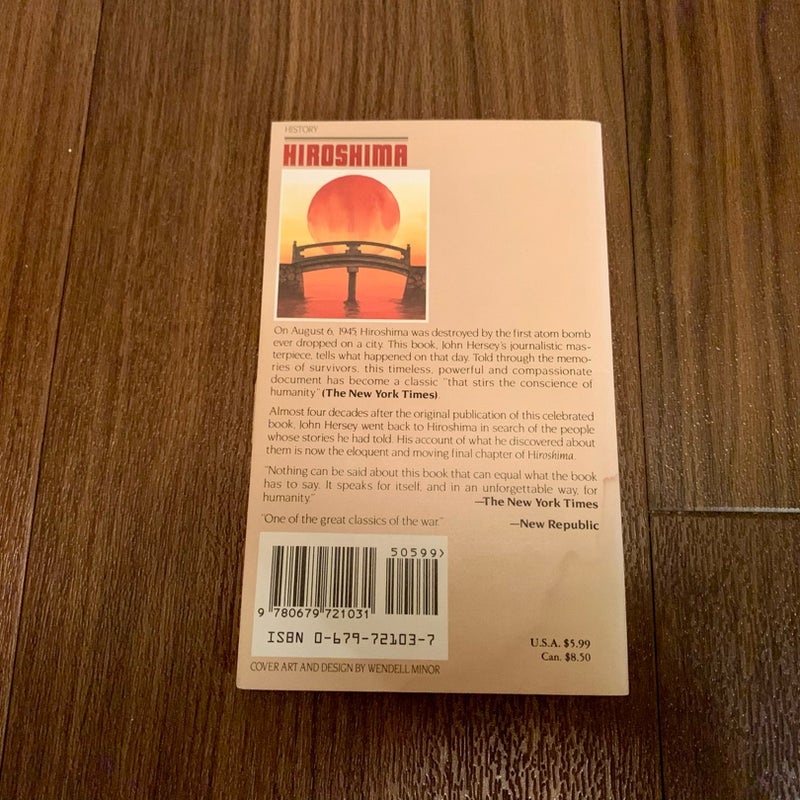 HISTORY
HIROSHIMA
On August 6, 1945, Hiroshima was destroyed by the first atom bomb
ever dropped on a city. This book, John Hersey's journalistic mas-
terpiece, tells what happened on that day. Told through the memo-
ries of survivors, this timeless, powerful and compassionate
document has become a classic "that stirs the conscience of
humanity" (The New York Times).
Almost four decades after the original publication of this celebrated
book, John Hersey went back to Hiroshima in search of the people
whose stories he had told. His account of what he discovered about
them is now the eloquent and moving final chapter of Hiroshima.
"Nothing can be said about this book that can equal what the book
has to say. It speaks for itself, and in an unforgettable way, for
humanity."
—The New York Times
"One of the great classics of the war."
—New Republic
50599>
9 780679 721031
ISBN 0-679-72103-7
U.S.A. $5.99
Can. $8.50
COVER ART AND DESIGN BY WENDELL MINOR